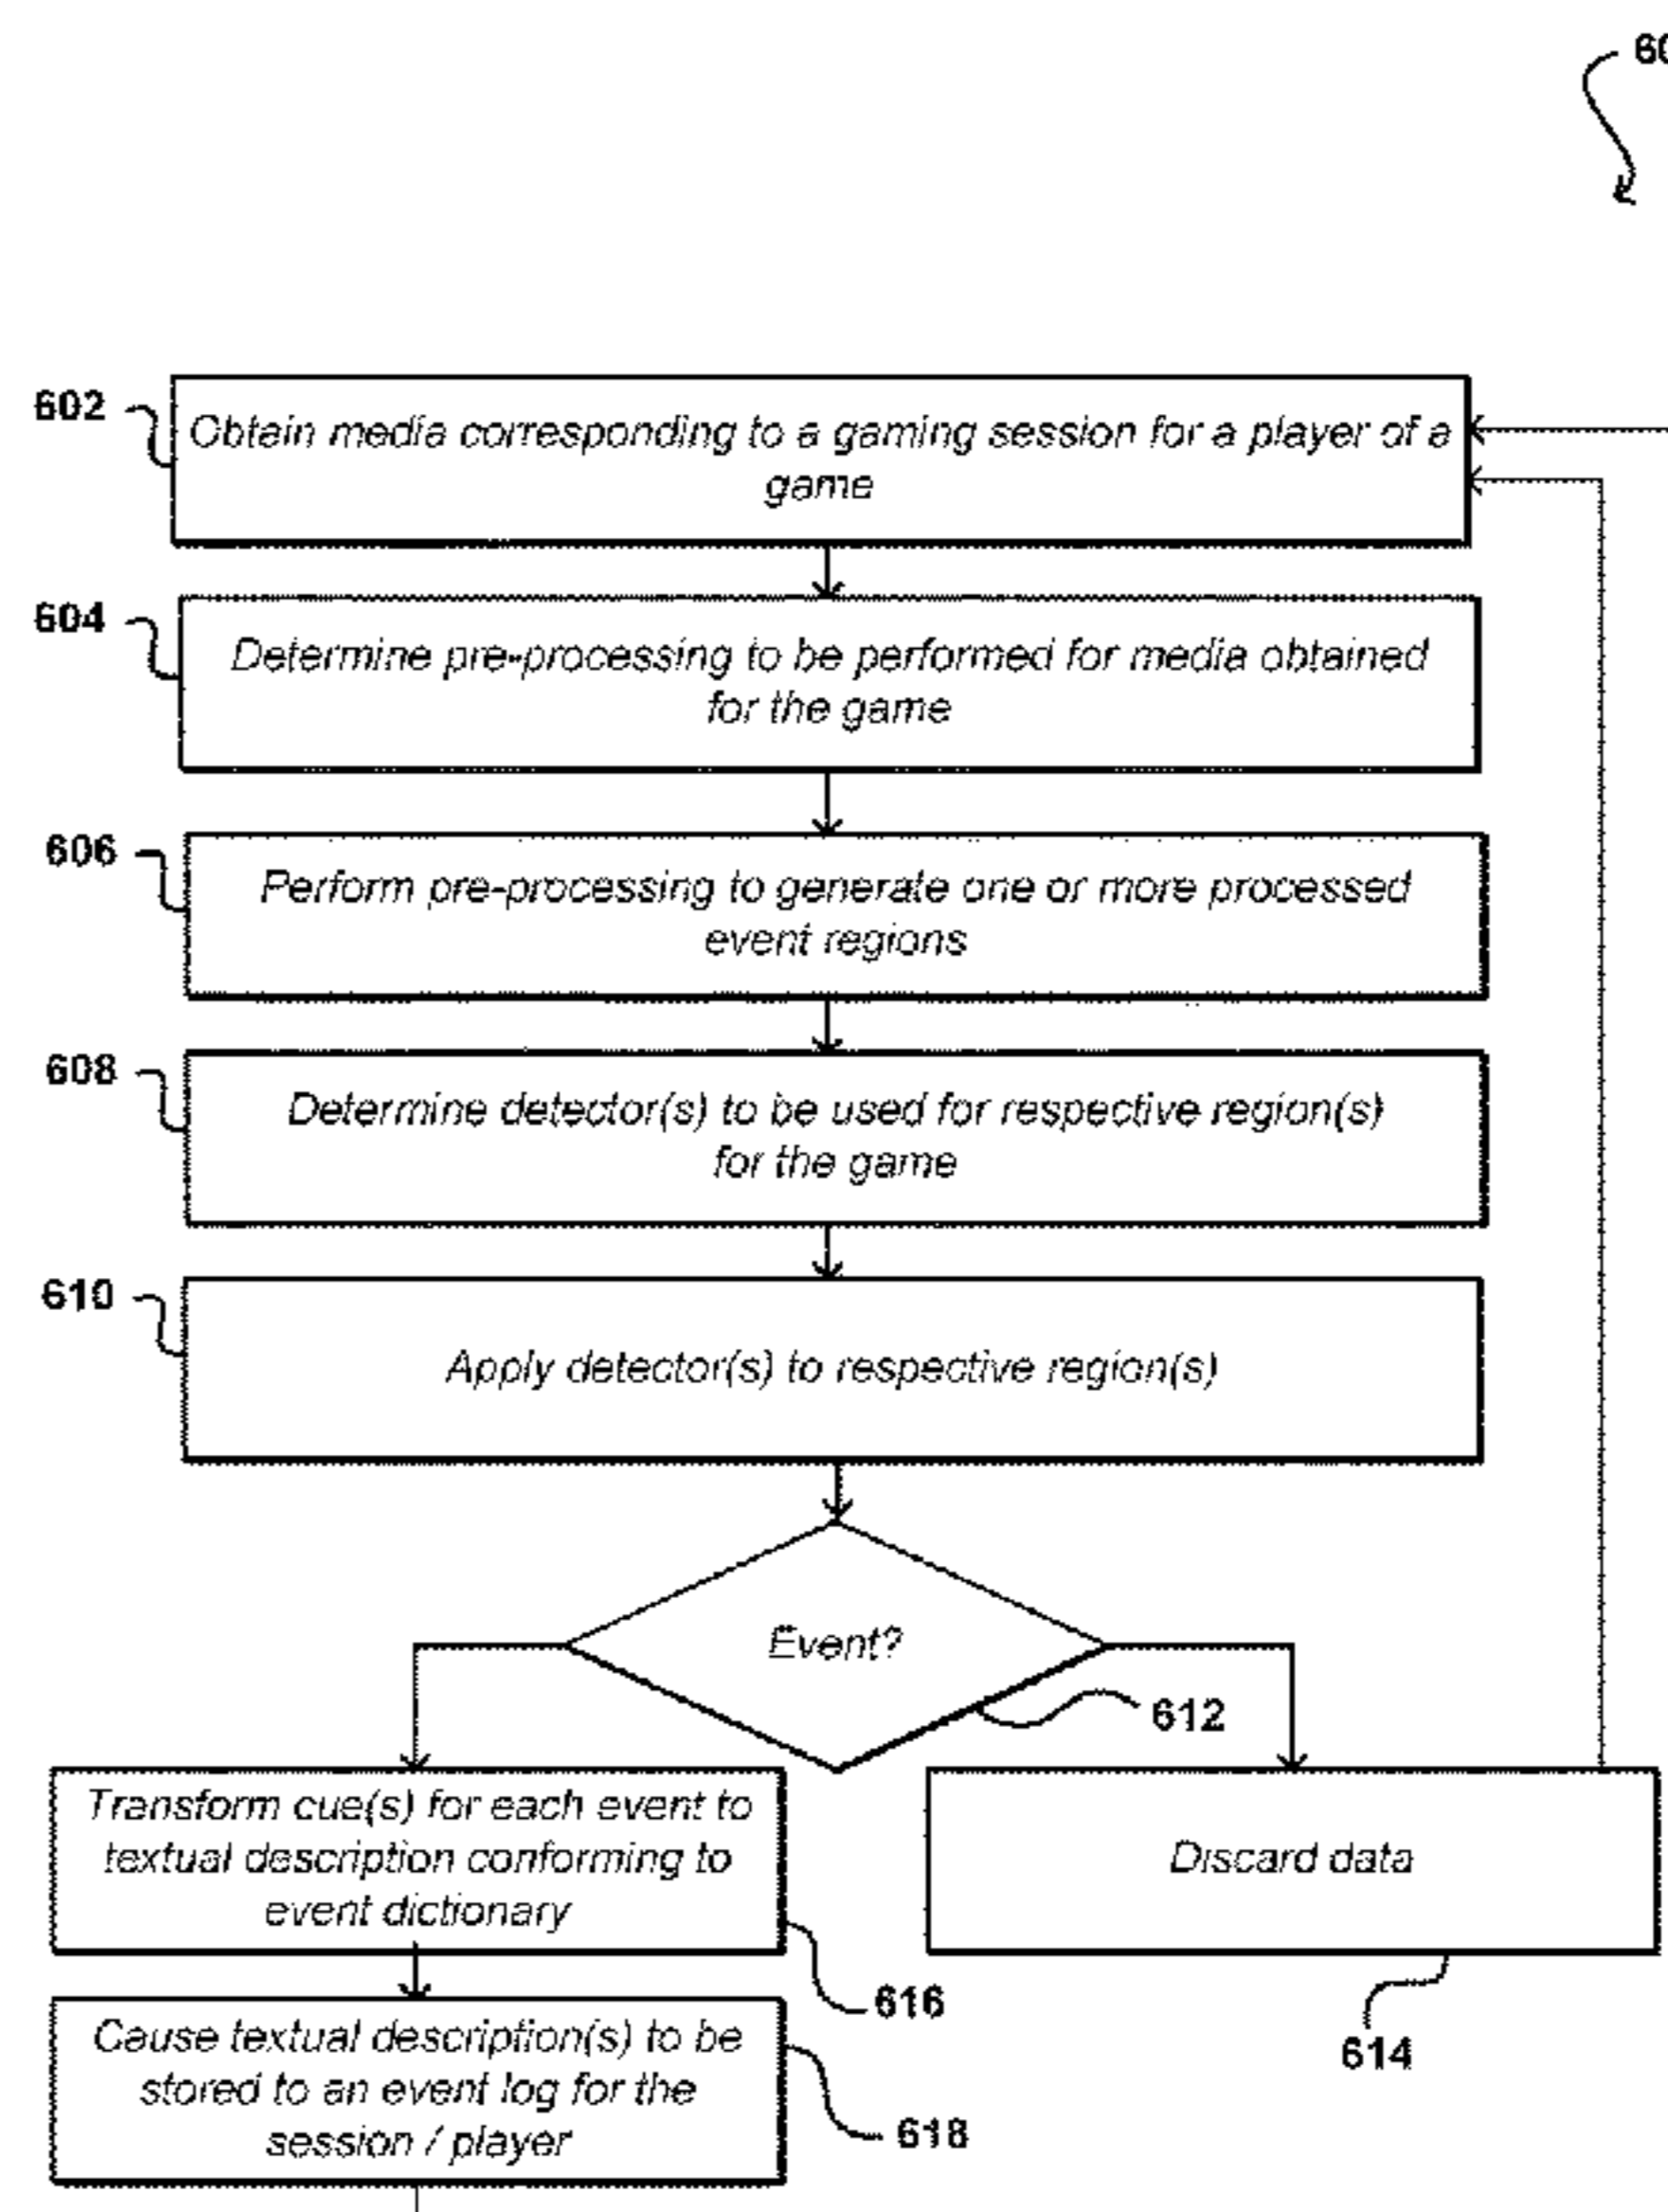 602
Obtain media corresponding to a gaming session for a player of a
game
604
Determine pre-processing to be performed for media obtained
for the game
606
Perform pre-processing to generate one or more processed
event regions
608
Determine detector(s) to be used for respective region(s)
for the game
610
Apply detector(s) to respective region(s)
Event?
612
Transform cue(s) for each event to
textual description conforming to
event dictionary
Discard data
616
614
Cause textual description(s) to be
stored to an event log for the
session / player
618